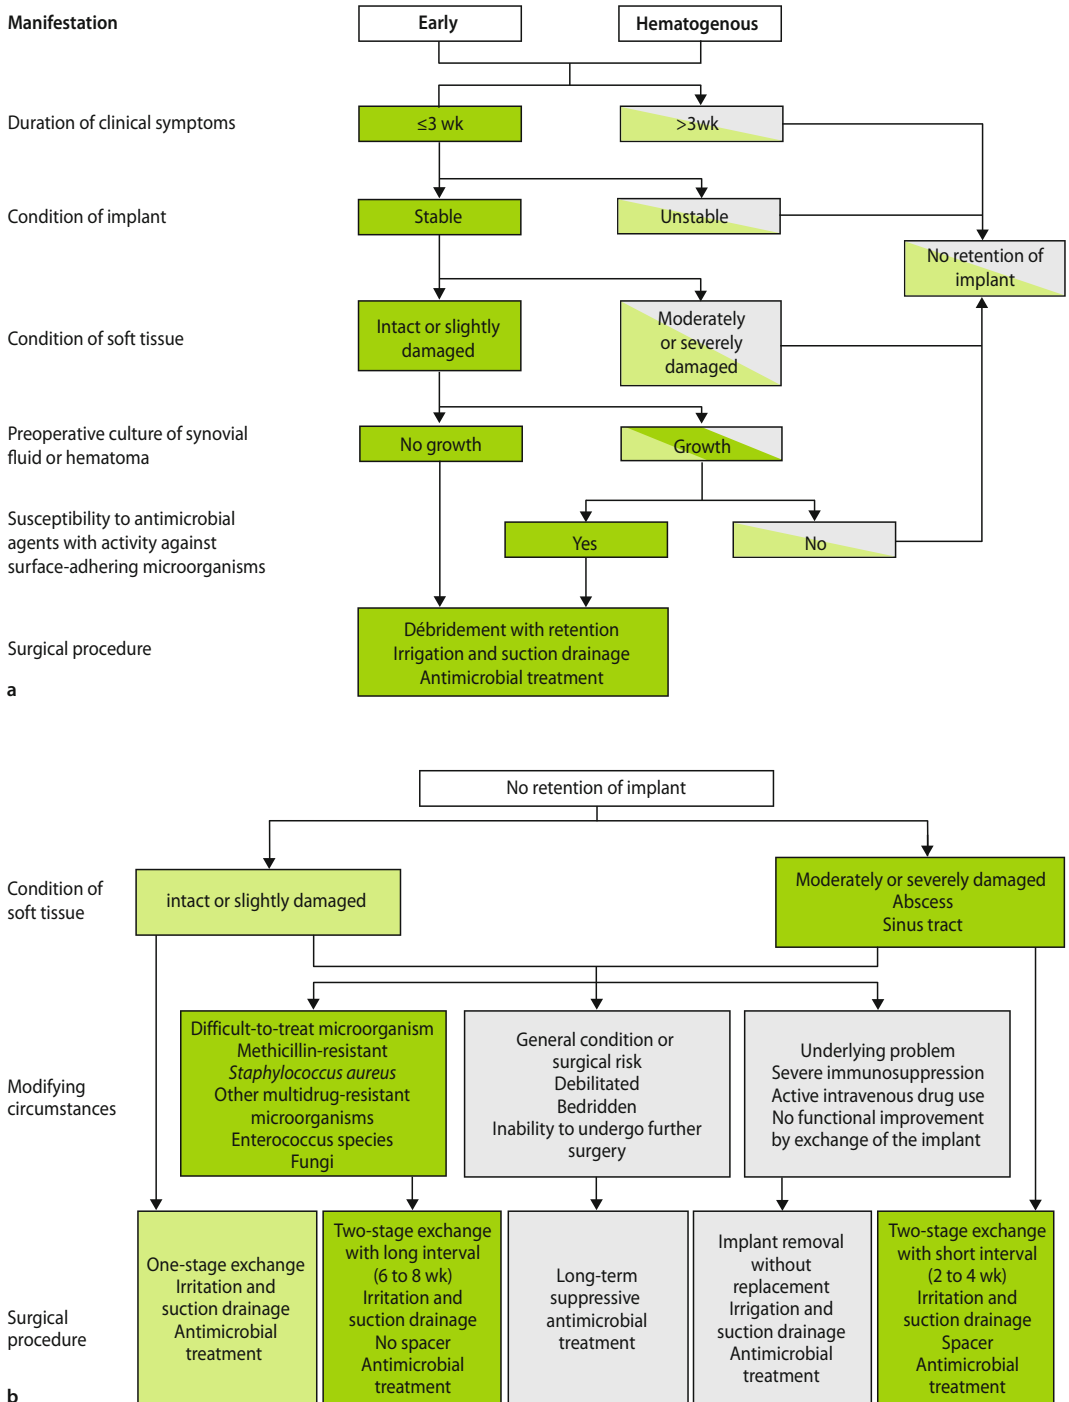 Manifestation
Early
Hematogenous
Duration of clinical symptoms
≤3 wk
>3wk
Condition of implant
Stable
Unstable
No retention of
implant
Condition of soft tissue
Intact or slightly
damaged
Moderately
or severely
damaged
Preoperative culture of synovial
fluid or hematoma
No growth
Growth
Susceptibility to antimicrobial
agents with activity against
surface-adhering microorganisms
Yes
No
Surgical procedure
Débridement with retention
Irrigation and suction drainage
Antimicrobial treatment
a
No retention of implant
Condition of
soft tissue
intact or slightly damaged
Moderately or severely damaged
Abscess
Sinus tract
Modifying
circumstances
Difficult-to-treat microorganism
Methicillin-resistant
Staphylococcus aureus
Other multidrug-resistant
microorganisms
Enterococcus species
Fungi
General condition or
surgical risk
Debilitated
Bedridden
Inability to undergo further
surgery
Underlying problem
Severe immunosuppression
Active intravenous drug use
No functional improvement
by exchange of the implant
Surgical
procedure
One-stage exchange
Irritation and
suction drainage
Antimicrobial
treatment
Two-stage exchange
with long interval
(6 to 8 wk)
Irritation and
suction drainage
No spacer
Antimicrobial
treatment
Long-term
suppressive
antimicrobial
treatment
Implant removal
without
replacement
Irrigation and
suction drainage
Antimicrobial
treatment
Two-stage exchange
with short interval
(2 to 4 wk)
Irritation and
suction drainage
Spacer
Antimicrobial
treatment
b